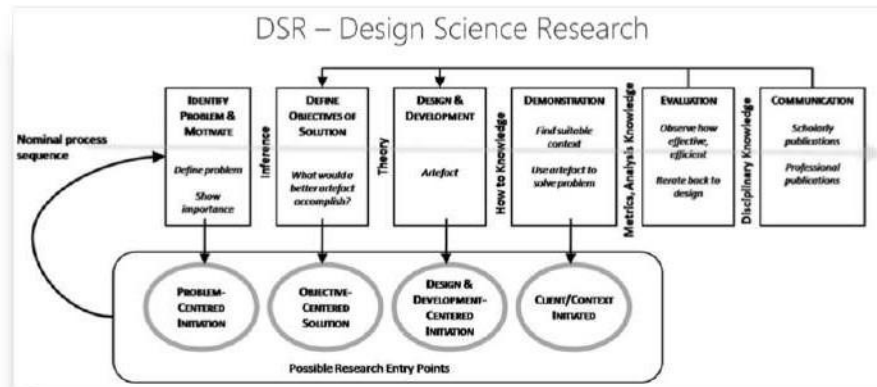 DSR – Design Science Research
Nominal process
sequence
IDENTIFY
PROBLEM &
MOTIVATE
Define problem
Show
importance
Inference
DEFINE
OBJECTIVES OF
SOLUTION
What would a
better artefact
accomplish?
Theory
DESIGN &
DEVELOPMENT
Artefact
How to Knowledge
DEMONSTRATION
Find suitable
context
Use artefact to
solve problem
Metrics, Analysis Knowledge
EVALUATION
Observe how
effective,
efficient
Iterate back to
design
Disciplinary Knowledge
COMMUNICATION
Scholarly
publications
Professional
publications
PROBLEM-
CENTERED
INITIATION
OBJECTIVE-
CENTERED
SOLUTION
DESIGN &
DEVELOPMENT-
CENTERED
INITIATION
CLIENT/CONTEXT
INITIATED
Possible Research Entry Points